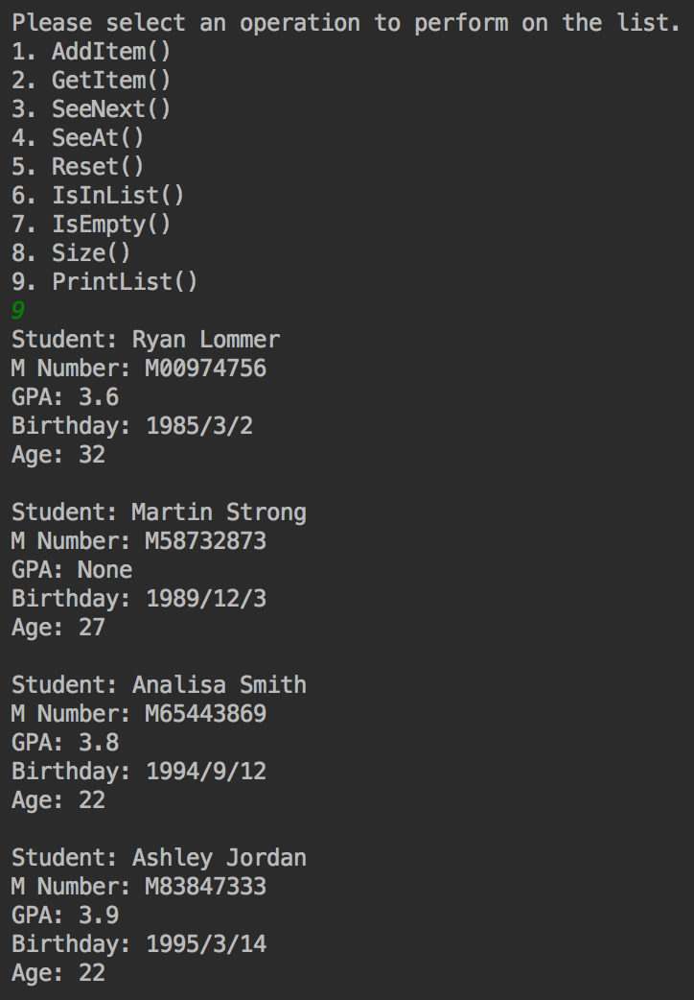 Please select an operation to perform on the list.
1. AddItem()
2. GetItem()
3. SeeNext()
4. SeeAt()
5. Reset()
6. IsInList()
7. IsEmpty()
8. Size()
9. PrintList()
9
Student: Ryan Lommer
M Number: M00974756
GPA: 3.6
Birthday: 1985/3/2
Age: 32
Student: Martin Strong
M Number: M58732873
GPA: None
Birthday: 1989/12/3
Age: 27
Student: Analisa Smith
M Number: M65443869
GPA: 3.8
Birthday: 1994/9/12
Age: 22
Student: Ashley Jordan
M Number: M83847333
GPA: 3.9
Birthday: 1995/3/14
Age: 22